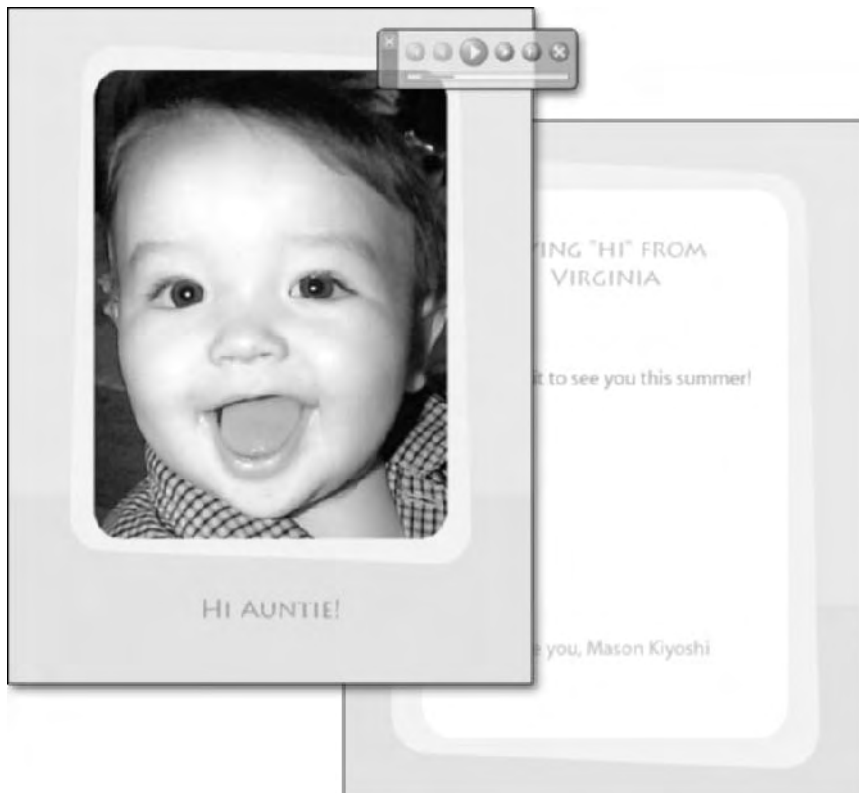 HI AUNTIE!
"HI" FROM
VIRGINIA
to see you this summer!
you, Mason Kiyoshi